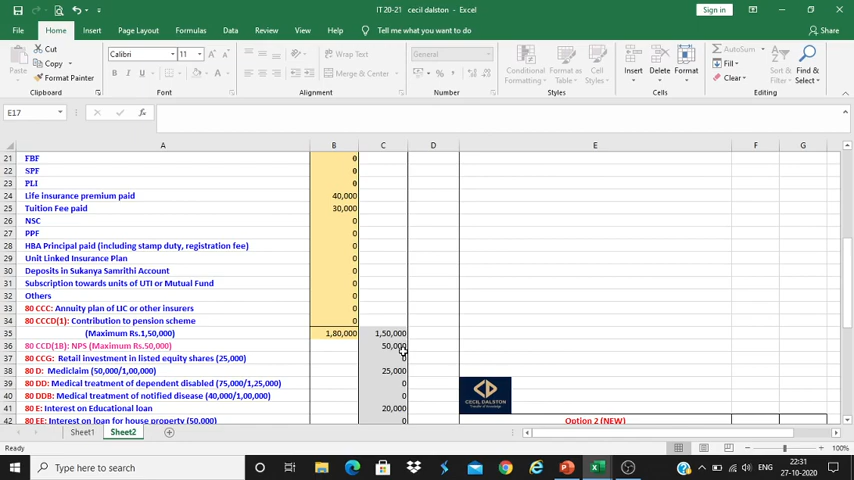 IT 20-21 cecil dalston - Excel
Sign in
File Home Insert Page Layout Formulas Data Review View Help Tell me what you want to do Share
Paste
Cut
Copy
Format Painter
Clipboard
Calibri 11
B I U
Font
Wrap Text
Merge & Center
Alignment
General
Number
Conditional Formatting
Format as Table
Cell Styles
Styles
Insert Delete Format
Cells
AutoSum
Fill
Clear
Sort & Filter
Find & Select
Editing
E17
A B C D E F G
21 FBF 0
22 SPF 0
23 PLI 0
24 Life insurance premium paid 40,000
25 Tuition Fee paid 30,000
26 NSC 0
27 PPF 0
28 HBA Principal paid (including stamp duty, registration fee) 0
29 Unit Linked Insurance Plan 0
30 Deposits in Sukanya Samrithi Account 0
31 Subscription towards units of UTI or Mutual Fund 0
32 Others 0
33 80 CCC: Annuity plan of LIC or other insurers 0
34 80 CCCD(1): Contribution to pension scheme 0
35 (Maximum Rs.1,50,000) 1,80,000 1,50,000
36 80 CCD(1B): NPS (Maximum Rs.50,000) 50,000
37 80 CCG: Retail investment in listed equity shares (25,000) 0
38 80 D: Mediclaim (50,000/1,00,000) 25,000
39 80 DD: Medical treatment of dependent disabled (75,000/1,25,000) 0
40 80 DDB: Medical treatment of notified disease (40,000/1,00,000) 0
CECIL DALSTON
41 80 E: Interest on Educational loan 20,000
42 80 EE: Interest on loan for house property (50,000) 0 Option 2 (NEW)
Sheet1 Sheet2
Ready
100%
Type here to search
ENG
22:31
27-10-2020